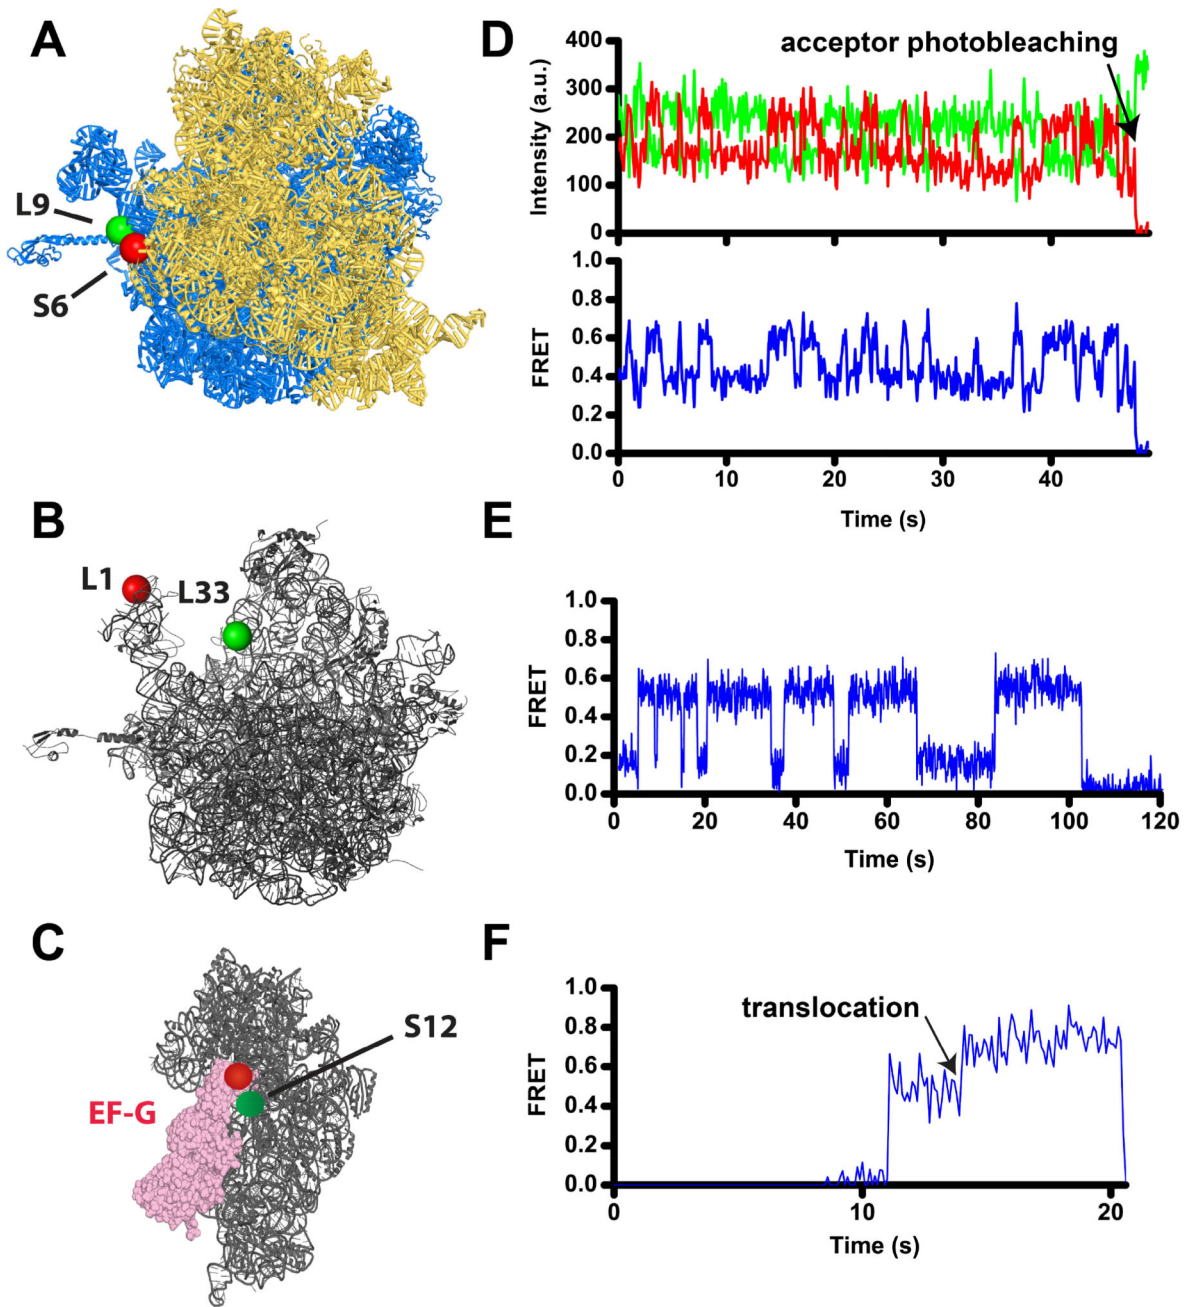 A
L9
S6
D
acceptor photobleaching
Intensity (a.u.)
400
300
200
100
0
FRET
1.0
0.8
0.6
0.4
0.2
0.0
0 10 20 30 40
Time (s)
B
L1
L33
E
FRET
1.0
0.8
0.6
0.4
0.2
0.0
0 20 40 60 80 100 120
Time (s)
C
S12
EF-G
F
translocation
FRET
1.0
0.8
0.6
0.4
0.2
0.0
0 10 20
Time (s)